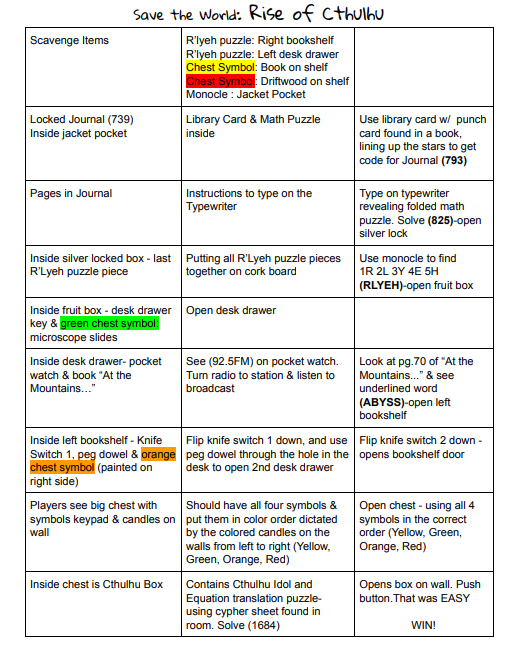 Save the World: Rise of Cthulhu
Scavenge Items
R'lyeh puzzle: Right bookshelf
R'lyeh puzzle: Left desk drawer
Chest Symbol: Book on shelf
Chest Symbol: Driftwood on shelf
Monocle : Jacket Pocket
Locked Journal (739)
Inside jacket pocket
Library Card & Math Puzzle
inside
Use library card w/ punch
card found in a book,
lining up the stars to get
code for Journal (793)
Pages in Journal
Instructions to type on the
Typewriter
Type on typewriter
revealing folded math
puzzle. Solve (825)-open
silver lock
Inside silver locked box - last
R'Lyeh puzzle piece
Putting all R'Lyeh puzzle pieces
together on cork board
Use monocle to find
1R 2L 3Y 4E 5H
(RLYEH)-open fruit box
Inside fruit box - desk drawer
key & green chest symbol:
microscope slides
Open desk drawer
Inside desk drawer- pocket
watch & book "At the
Mountains…"
See (92.5FM) on pocket watch.
Turn radio to station & listen to
broadcast
Look at pg.70 of "At the
Mountains..." & see
underlined word
(ABYSS)-open left
bookshelf
Inside left bookshelf - Knife
Switch 1, peg dowel & orange
chest symbol (painted on
right side)
Flip knife switch 1 down, and use
peg dowel through the hole in the
desk to open 2nd desk drawer
Flip knife switch 2 down -
opens bookshelf door
Players see big chest with
symbols keypad & candles on
wall
Should have all four symbols &
put them in color order dictated
by the colored candles on the
walls from left to right (Yellow,
Green, Orange, Red)
Open chest - using all 4
symbols in the correct
order (Yellow, Green,
Orange, Red)
Inside chest is Cthulhu Box
Contains Cthulhu Idol and
Equation translation puzzle-
using cypher sheet found in
room. Solve (1684)
Opens box on wall. Push
button.That was EASY
WIN!